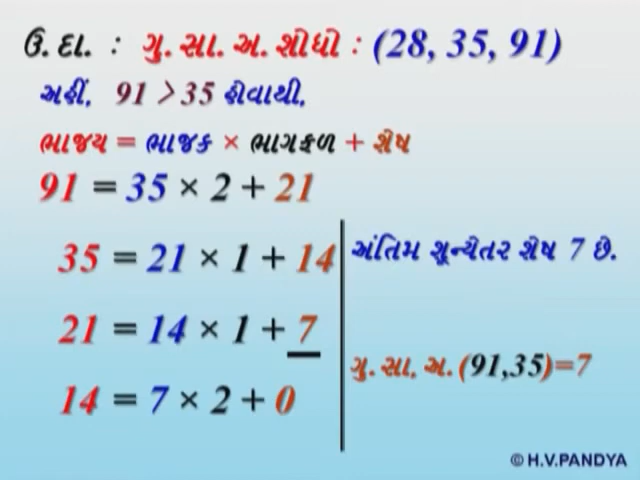 ઉ. દા. : ગુ. સા. અ. શોધો : (28, 35, 91)
અહીં, 91 > 35 હોવાથી,
ભાજ્ય = ભાજક × ભાગફળ + શેષ
91 = 35 × 2 + 21
35 = 21 × 1 + 14
અંતિમ શૂન્યેતર શેષ 7 છે.
21 = 14 × 1 + 7
ગુ. સા. અ. (91,35)=7
14 = 7 × 2 + 0
© H.V.PANDYA